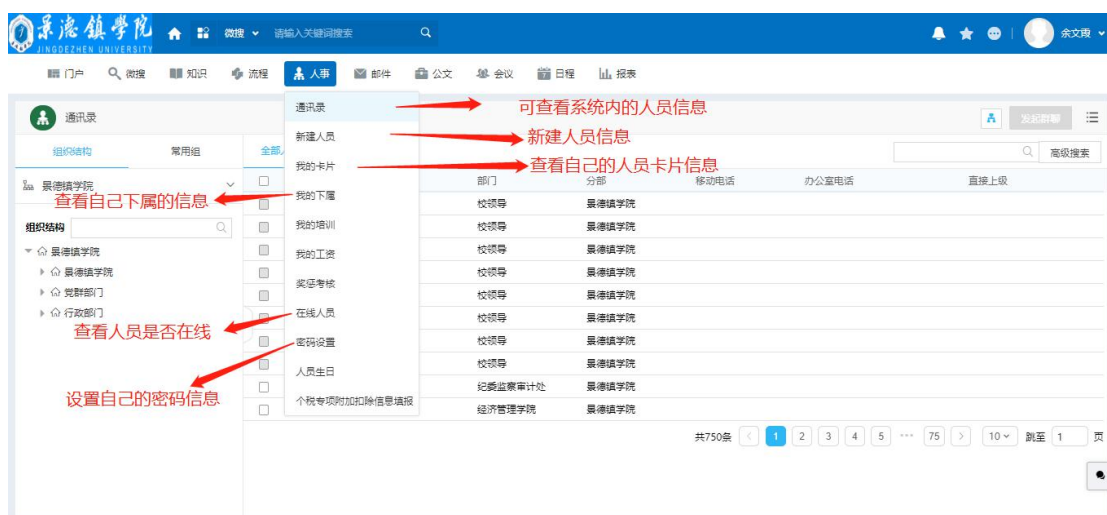 景德鎮學院
JINGDEZHEN UNIVERSITY
微搜 请输入关键词搜索
余文霞
门户 微搜 知识 流程 人事 邮件 公文 会议 日程 报表
通讯录
发起群聊
组织结构 常用组
全部人
高级搜索
景德镇学院
组织结构
景德镇学院
景德镇学院
党群部门
行政部门
通讯录
新建人员
我的卡片
我的下属
我的培训
我的工资
奖惩考核
在线人员
密码设置
人员生日
个税专项附加扣除信息填报
可查看系统内的人员信息
新建人员信息
查看自己的人员卡片信息
查看自己下属的信息
查看人员是否在线
设置自己的密码信息
部门 分部 移动电话 办公室电话 直接上级
校领导 景德镇学院
校领导 景德镇学院
校领导 景德镇学院
校领导 景德镇学院
校领导 景德镇学院
校领导 景德镇学院
校领导 景德镇学院
校领导 景德镇学院
纪委监察审计处 景德镇学院
经济管理学院 景德镇学院
共750条 < 1 2 3 4 5 ··· 75 > 10 跳至 1 页